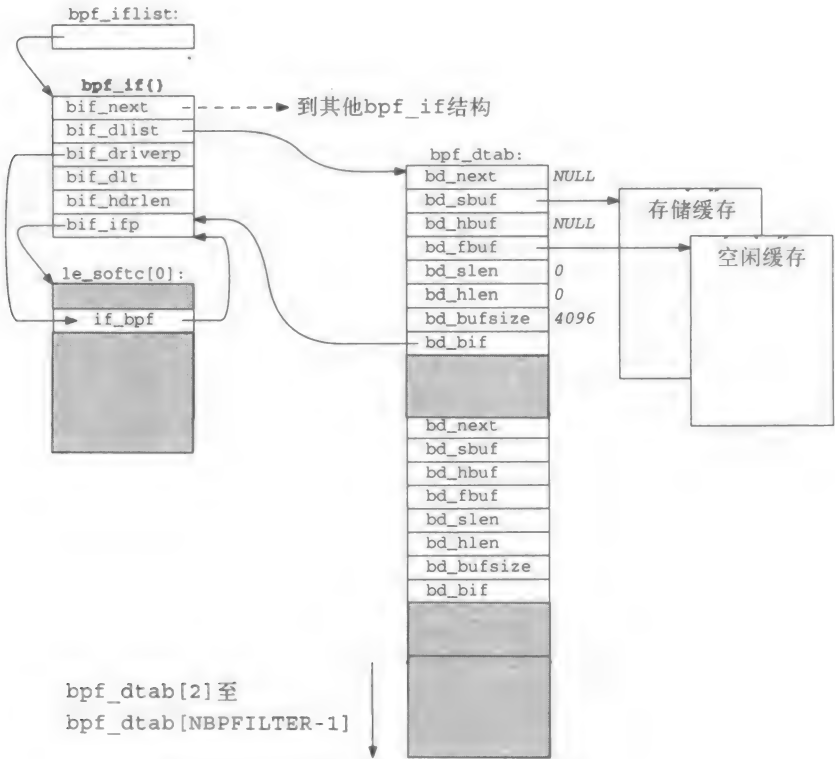 bpf_iflist:
bpf_if{}
bif_next
到其他bpf_if结构
bif_dlist
bif_driverp
bif_dlt
bif_hdrlen
bif_ifp
le_softc[0]:
if_bpf
bpf_dtab:
bd_next NULL
bd_sbuf
bd_hbuf NULL
bd_fbuf
bd_slen 0
bd_hlen 0
bd_bufsize 4096
bd_bif
存储缓存
空闲缓存
bd_next
bd_sbuf
bd_hbuf
bd_fbuf
bd_slen
bd_hlen
bd_bufsize
bd_bif
bpf_dtab[2]至
bpf_dtab[NBPFILTER-1]